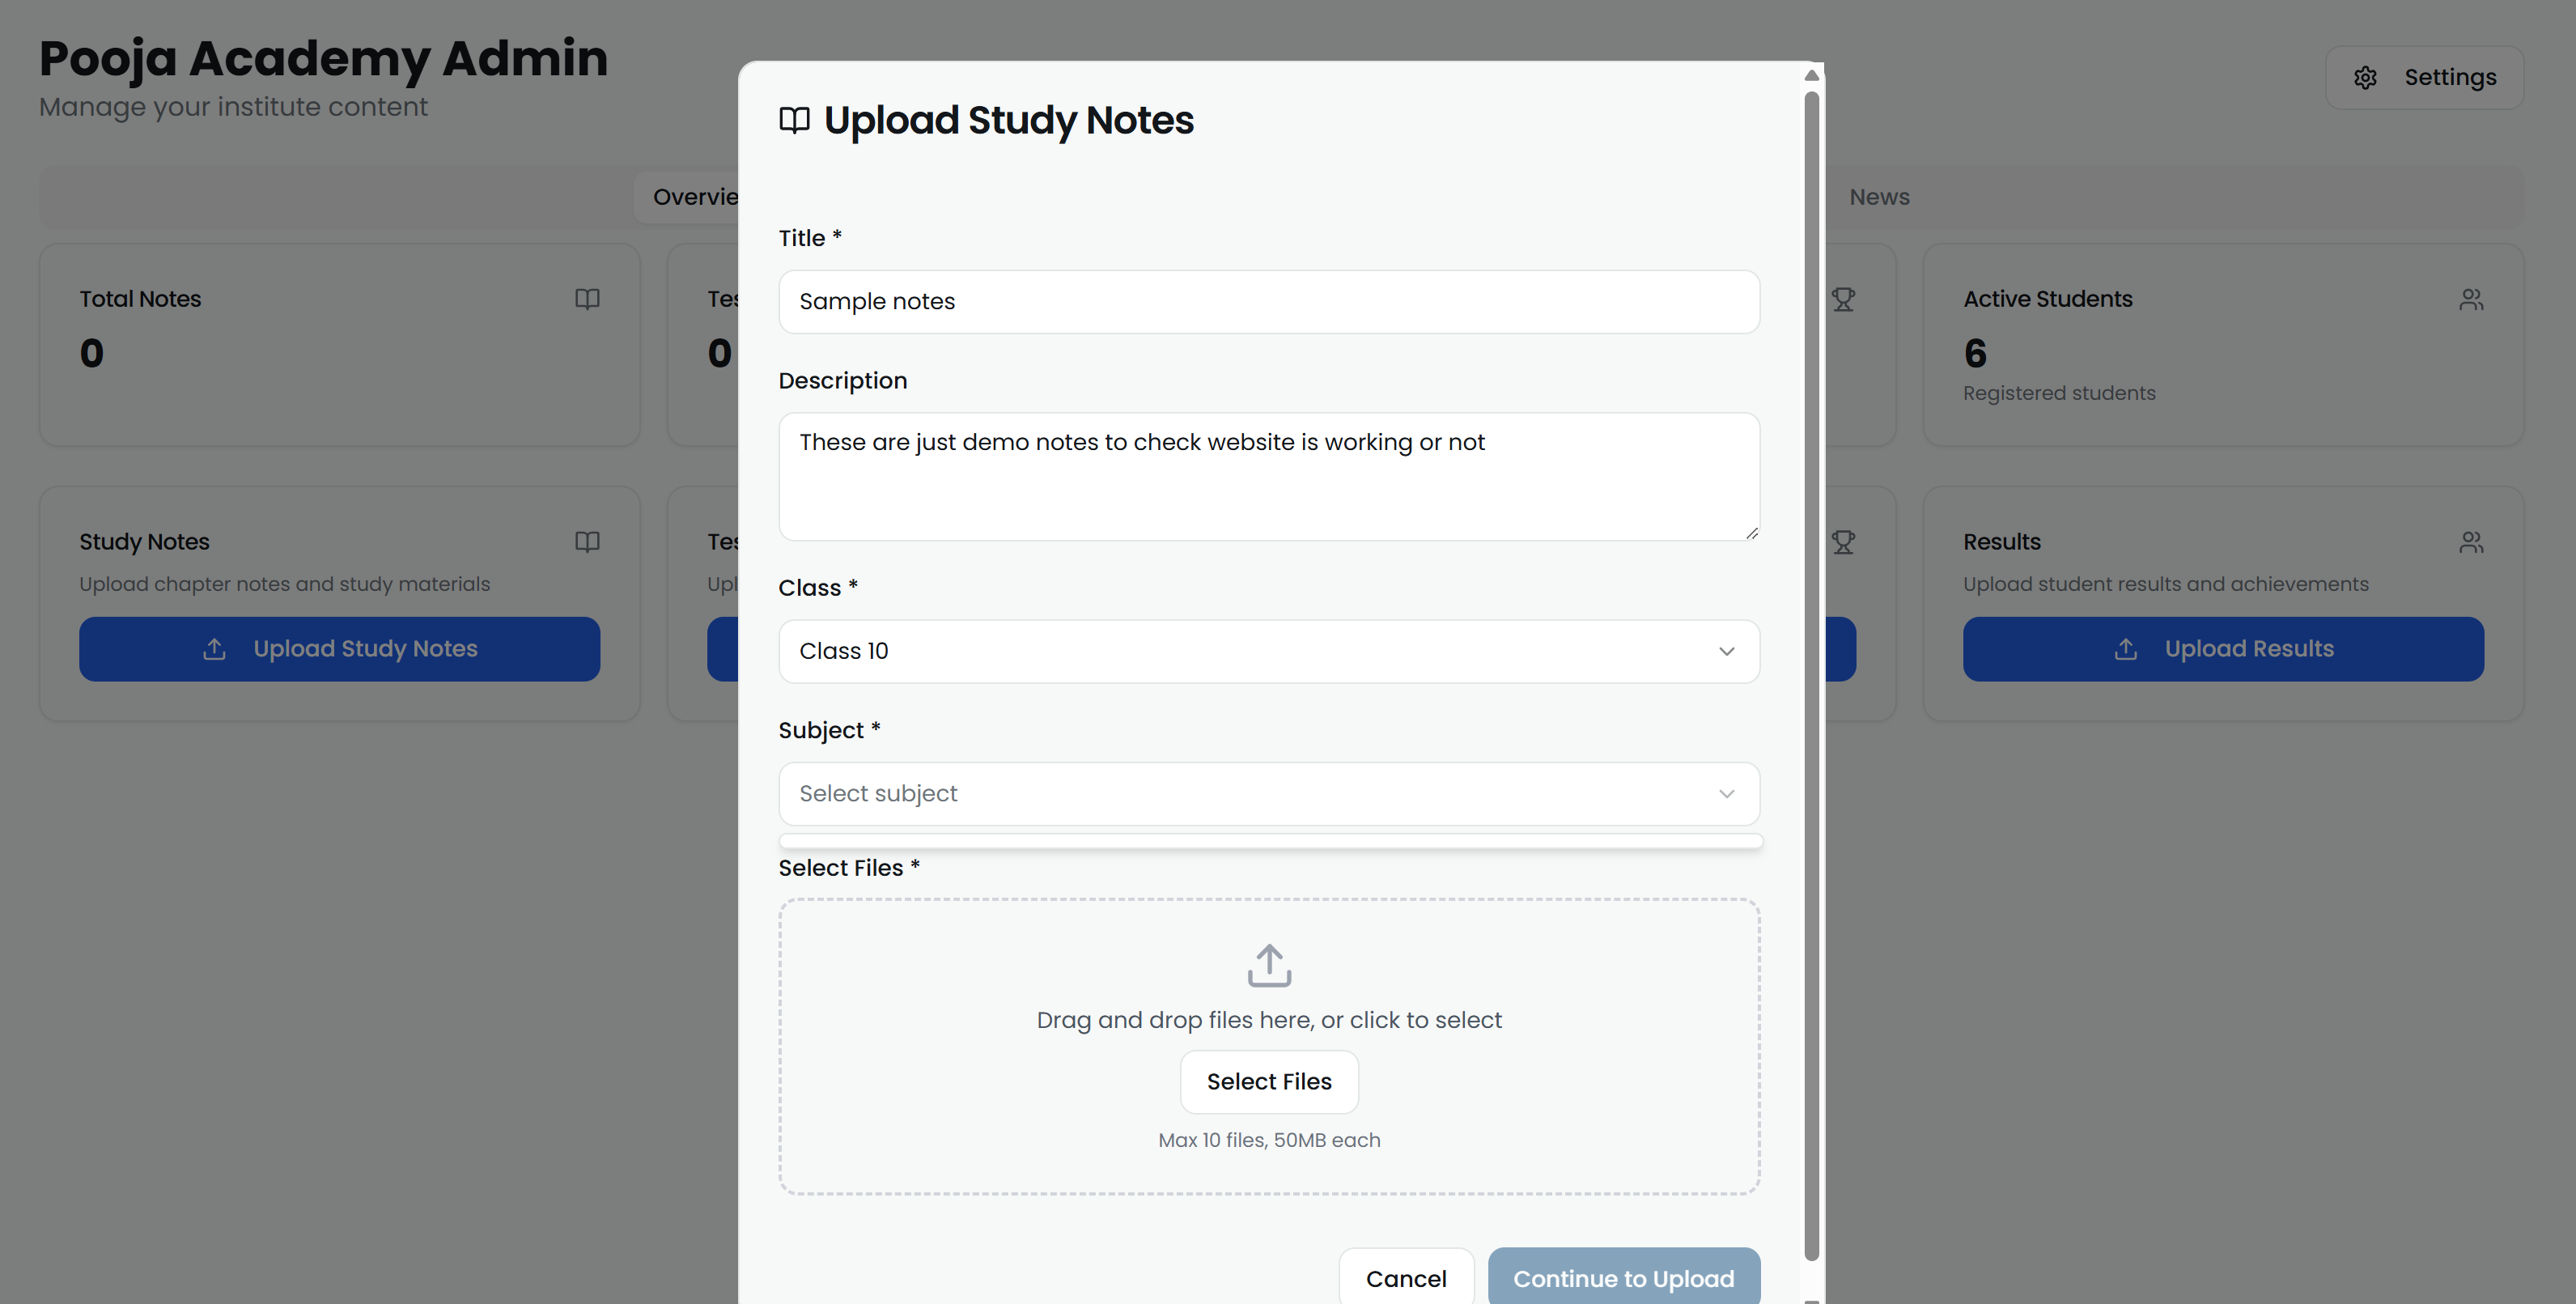 Pooja Academy Admin
Manage your institute content
Settings
Upload Study Notes
News
Title *
Sample notes
Total Notes
0
0
Active Students
6
Registered students
Description
These are just demo notes to check website is working or not
Study Notes
Upload chapter notes and study materials
Upload Study Notes
Results
Upload student results and achievements
Upload Results
Class *
Class 10
Subject *
Select subject
Select Files *
Drag and drop files here, or click to select
Select Files
Max 10 files, 50MB each
Cancel
Continue to Upload